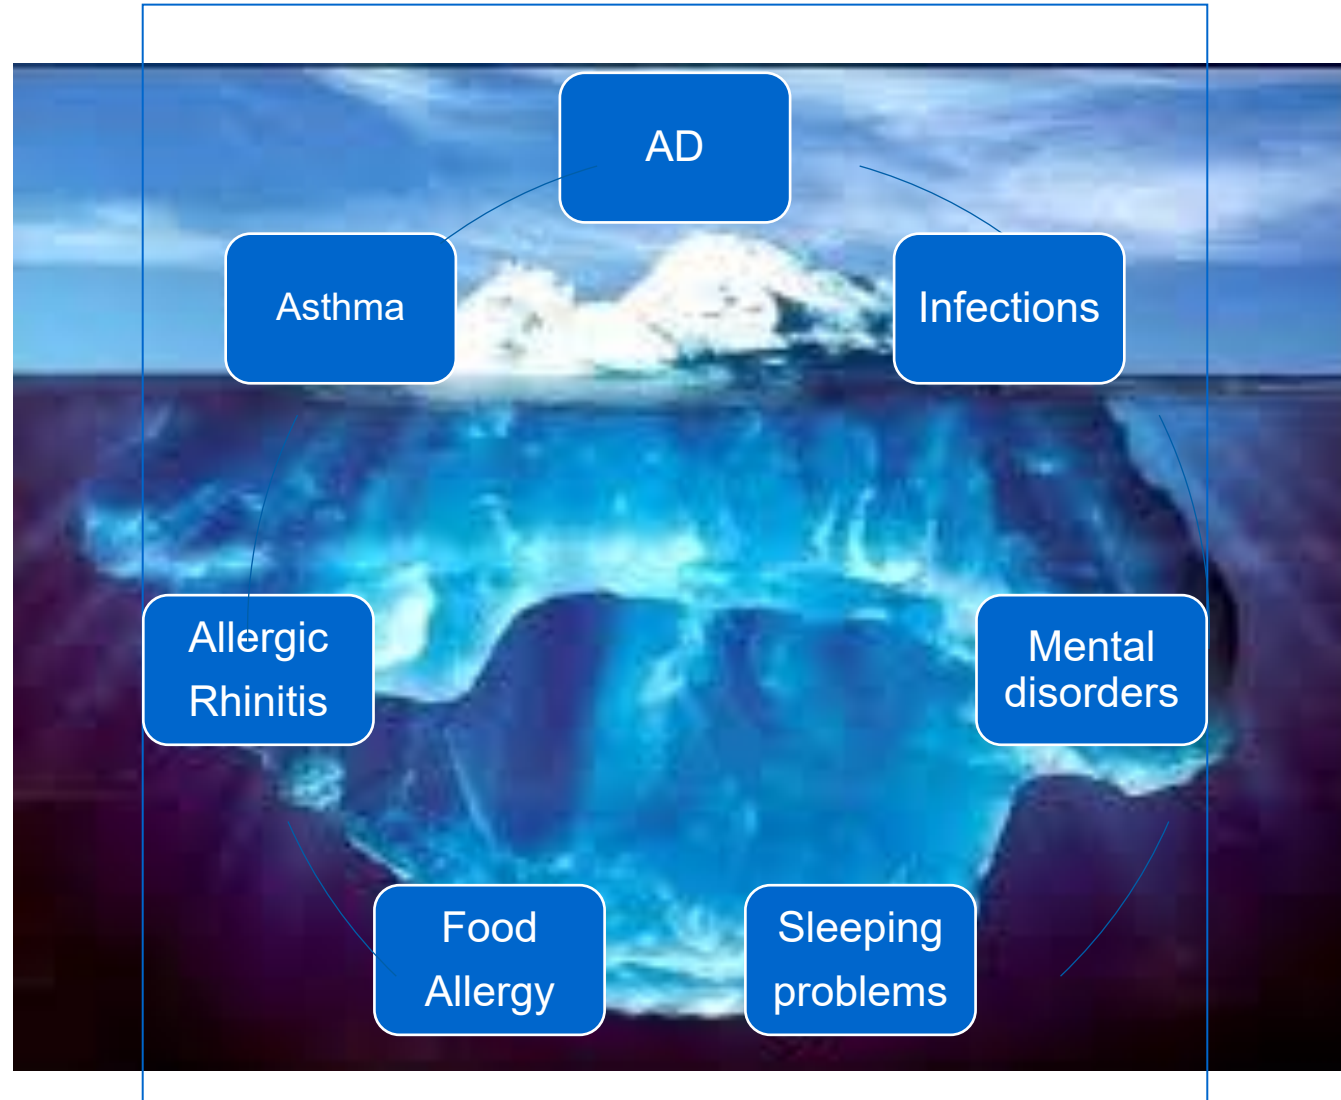 AD
Asthma
Infections
Allergic
Rhinitis
Mental
disorders
Food
Allergy
Sleeping
problems